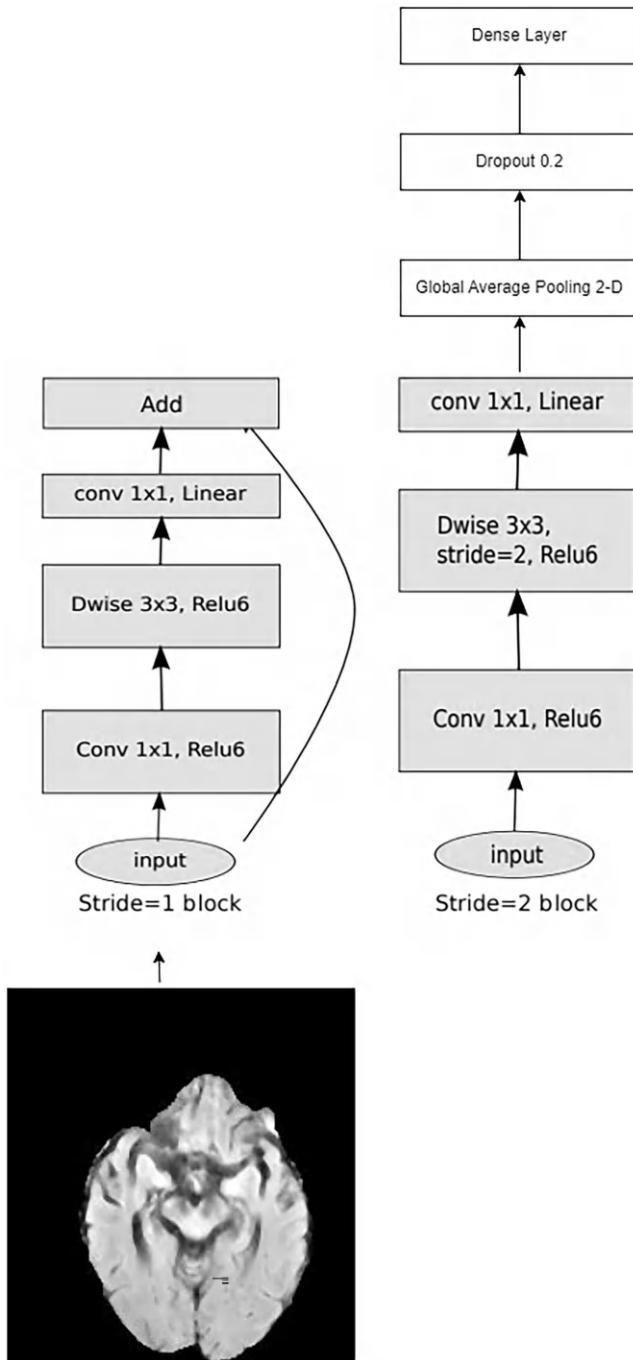 Dense Layer
Dropout 0.2
Global Average Pooling 2-D
Add
conv 1x1, Linear
Dwise 3x3, Relu6
Conv 1x1, Relu6
input
Stride=1 block
conv 1x1, Linear
Dwise 3x3,
stride=2, Relu6
Conv 1x1, Relu6
input
Stride=2 block